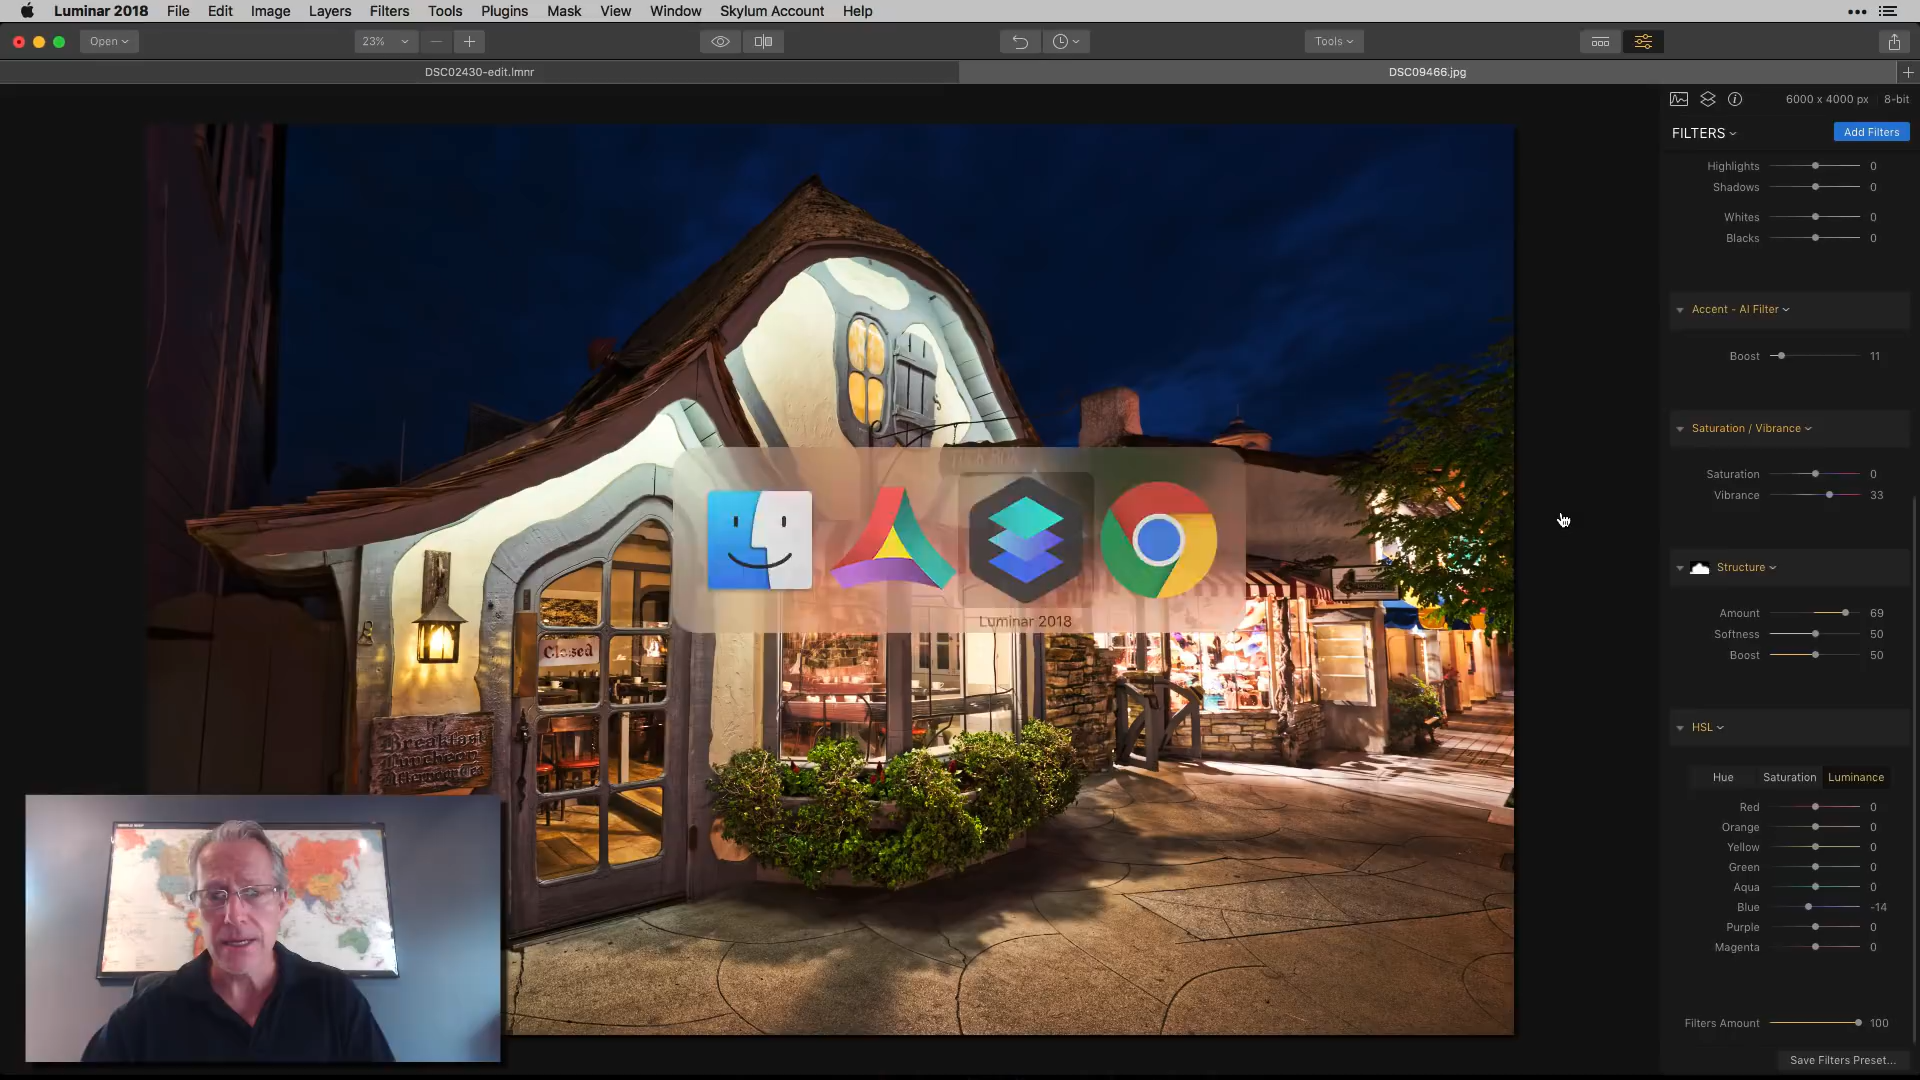 Luminar 2018 File Edit Image Layers Filters Tools Plugins Mask View Window Skylum Account Help
Open 23% Tools
DSC02430-edit.lmnr DSC09466.jpg
6000 x 4000 px 8-bit
FILTERS Add Filters
Highlights 0
Shadows 0
Whites 0
Blacks 0
Accent - AI Filter
Boost 11
Saturation / Vibrance
Saturation 0
Vibrance 33
Structure
Amount 69
Softness 50
Boost 50
Luminar 2018
Closed
Breakfast
Luncheon
Afternoon Tea
HSL
Hue Saturation Luminance
Red 0
Orange 0
Yellow 0
Green 0
Aqua 0
Blue -14
Purple 0
Magenta 0
Filters Amount 100
Save Filters Preset...